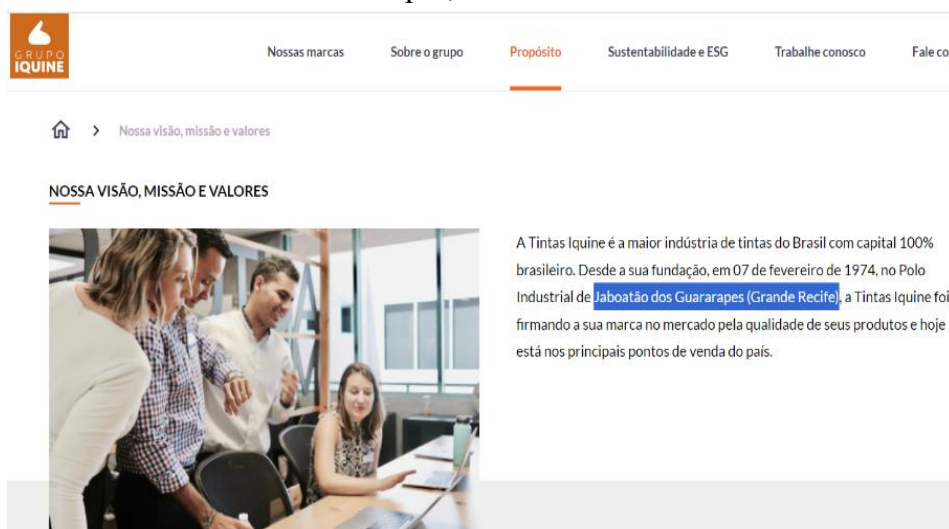 GRUPO
IQUINE
Nossas marcas
Sobre o grupo
Propósito
Sustentabilidade e ESG
Trabalhe conosco
Fale co
> Nossa visão, missão e valores
NOSSA VISÃO, MISSÃO E VALORES
A Tintas Iquine é a maior indústria de tintas do Brasil com capital 100%
brasileiro. Desde a sua fundação, em 07 de fevereiro de 1974, no Polo
Industrial de Jaboatão dos Guararapes (Grande Recife), a Tintas Iquine foi
firmando a sua marca no mercado pela qualidade de seus produtos e hoje
está nos principais pontos de venda do país.